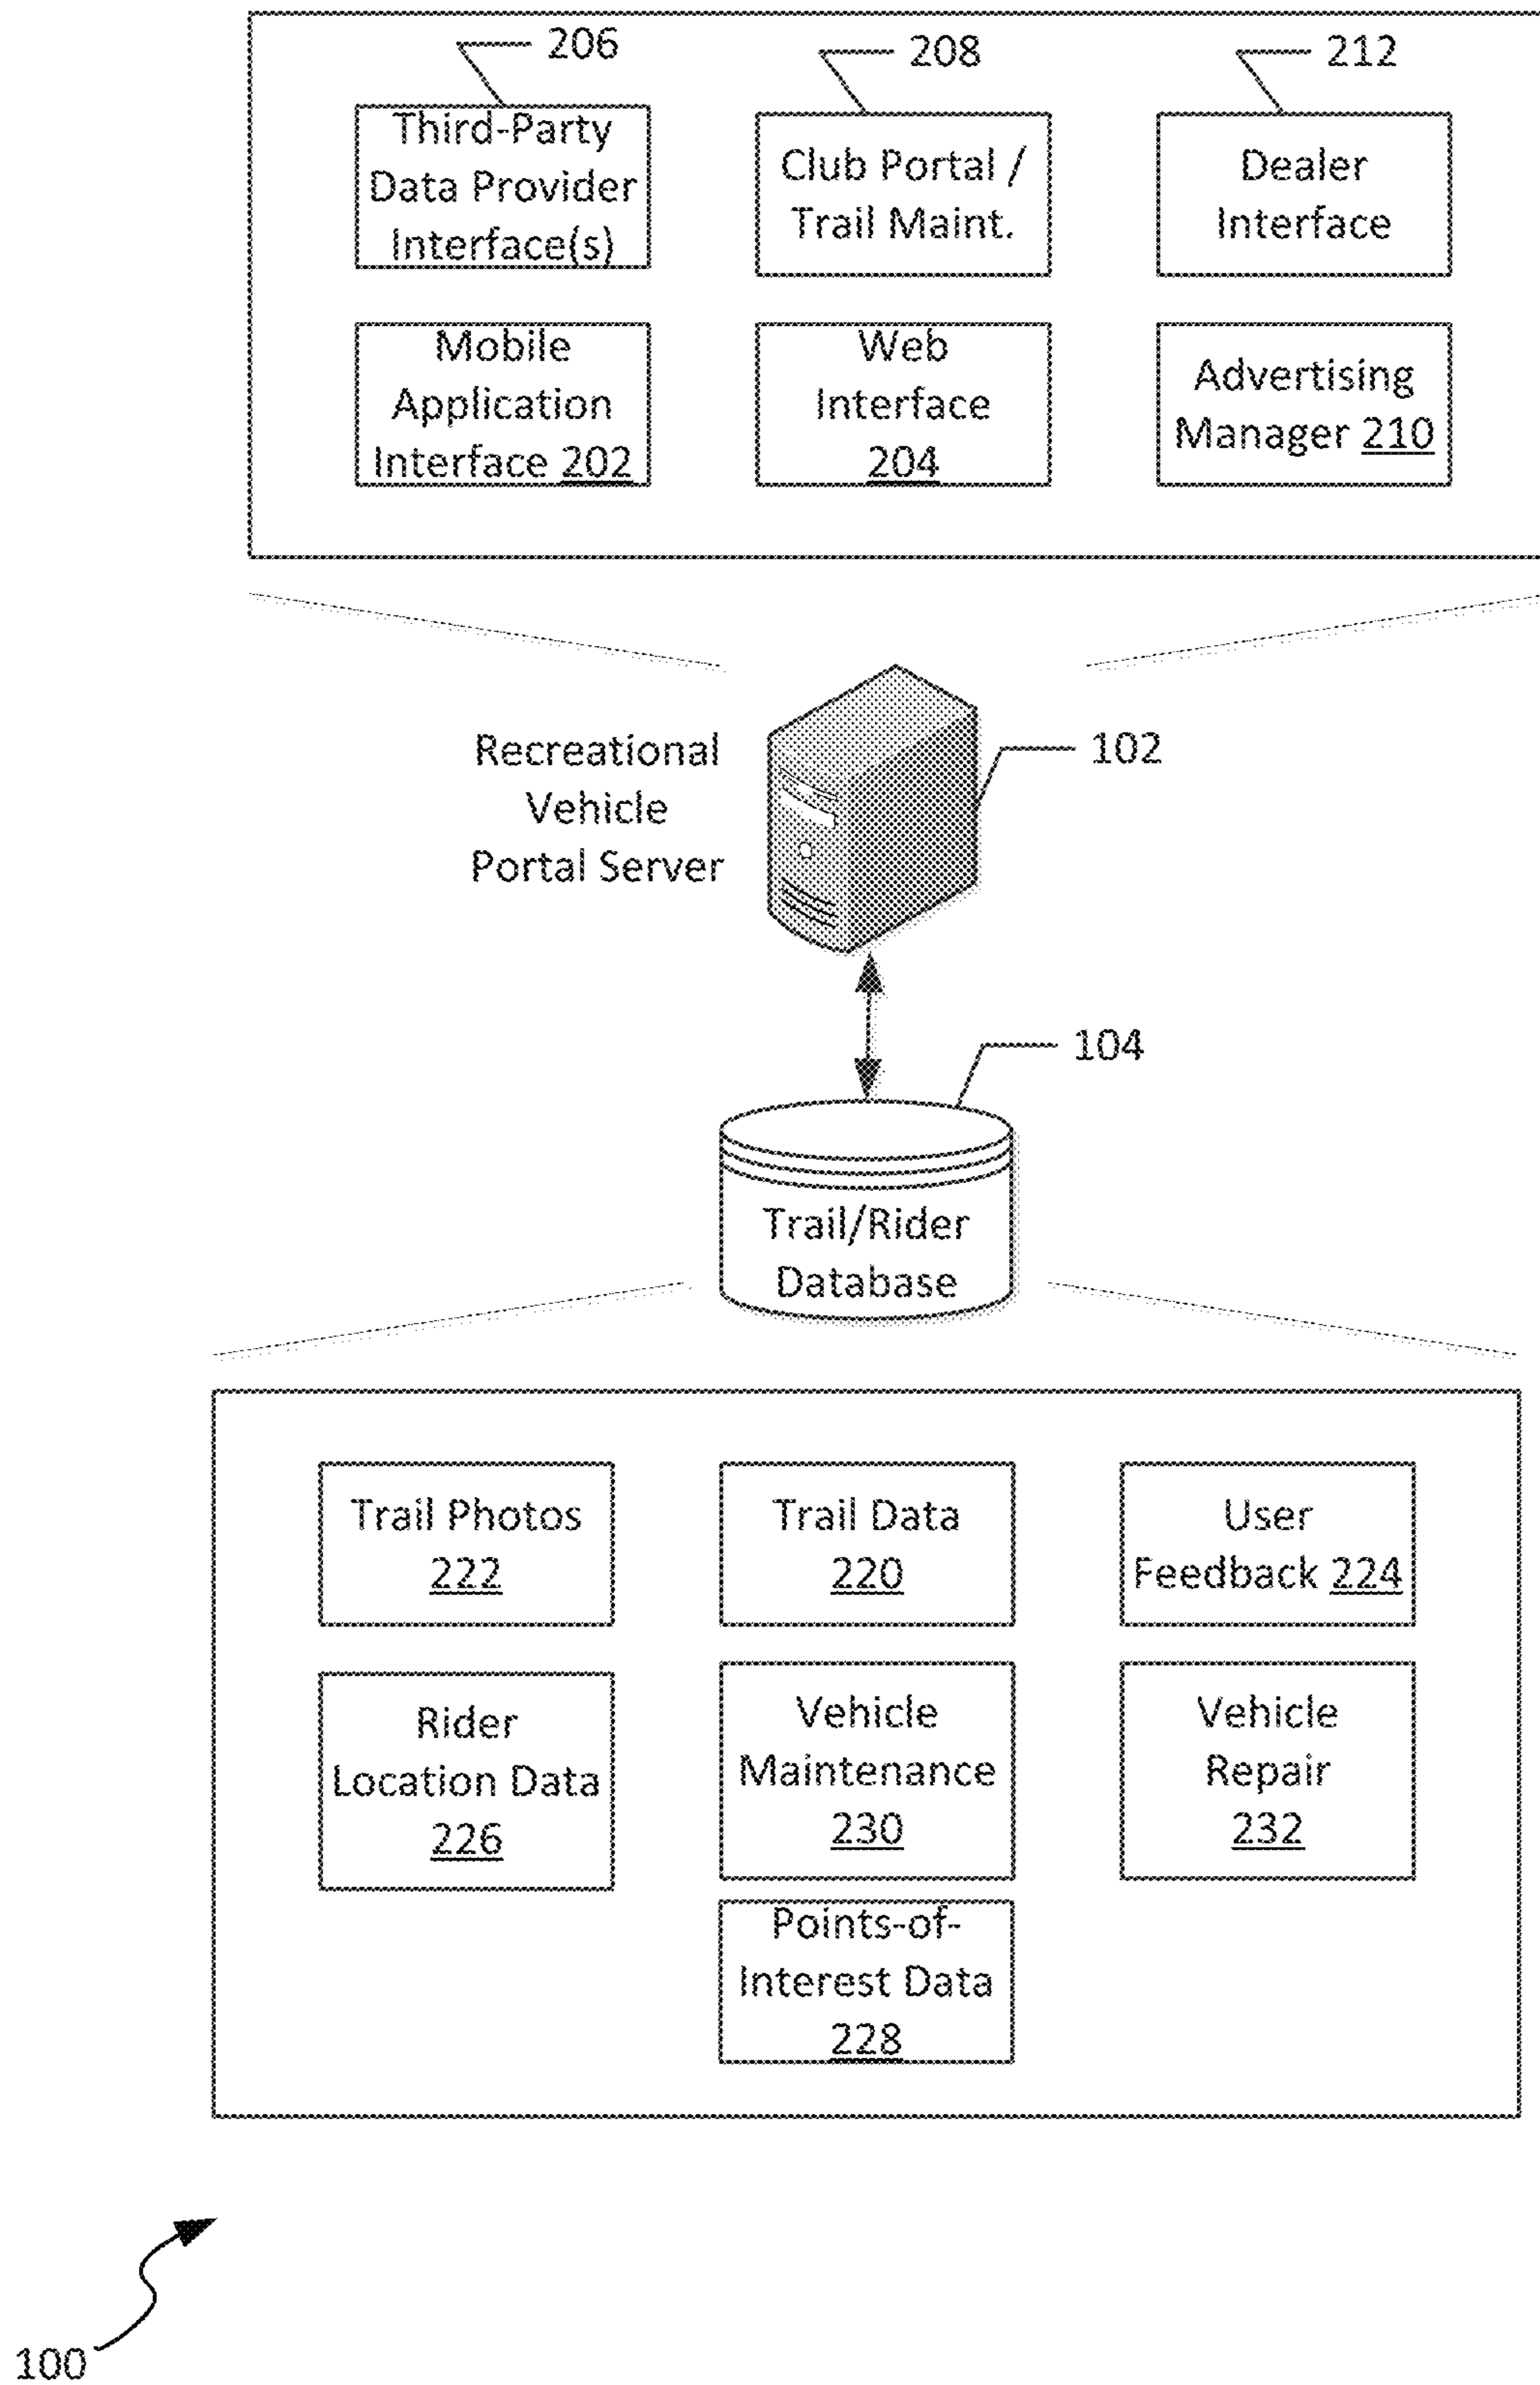 206
208
212
Third-Party
Data Provider
Interface(s)
Club Portal /
Trail Maint.
Dealer
Interface
Mobile
Application
Interface 202
Web
Interface
204
Advertising
Manager 210
Recreational
Vehicle
Portal Server
102
104
Trail/Rider
Database
Trail Photos
222
Trail Data
220
User
Feedback 224
Rider
Location Data
226
Vehicle
Maintenance
230
Vehicle
Repair
232
Points-of-
Interest Data
228
100